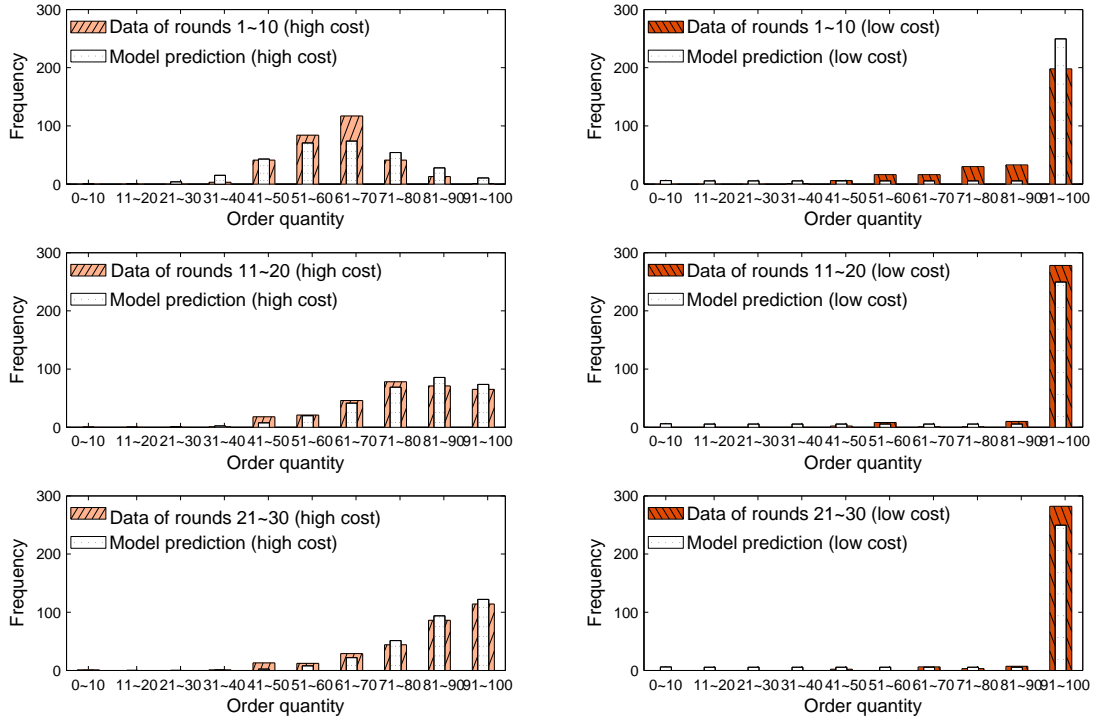 300
200
100
0
Frequency
Data of rounds 1~10 (high cost)
Model prediction (high cost)
0~10 11~20 21~30 31~40 41~50 51~60 61~70 71~80 81~90 91~100
Order quantity
300
200
100
0
Frequency
Data of rounds 1~10 (low cost)
Model prediction (low cost)
0~10 11~20 21~30 31~40 41~50 51~60 61~70 71~80 81~90 91~100
Order quantity
300
200
100
0
Frequency
Data of rounds 11~20 (high cost)
Model prediction (high cost)
0~10 11~20 21~30 31~40 41~50 51~60 61~70 71~80 81~90 91~100
Order quantity
300
200
100
0
Frequency
Data of rounds 11~20 (low cost)
Model prediction (low cost)
0~10 11~20 21~30 31~40 41~50 51~60 61~70 71~80 81~90 91~100
Order quantity
300
200
100
0
Frequency
Data of rounds 21~30 (high cost)
Model prediction (high cost)
0~10 11~20 21~30 31~40 41~50 51~60 61~70 71~80 81~90 91~100
Order quantity
300
200
100
0
Frequency
Data of rounds 21~30 (low cost)
Model prediction (low cost)
0~10 11~20 21~30 31~40 41~50 51~60 61~70 71~80 81~90 91~100
Order quantity